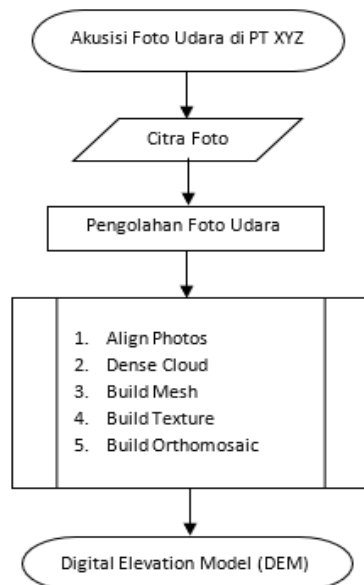 Akusisi Foto Udara di PT XYZ
Citra Foto
Pengolahan Foto Udara
1. Align Photos
2. Dense Cloud
3. Build Mesh
4. Build Texture
5. Build Orthomosaic
Digital Elevation Model (DEM)